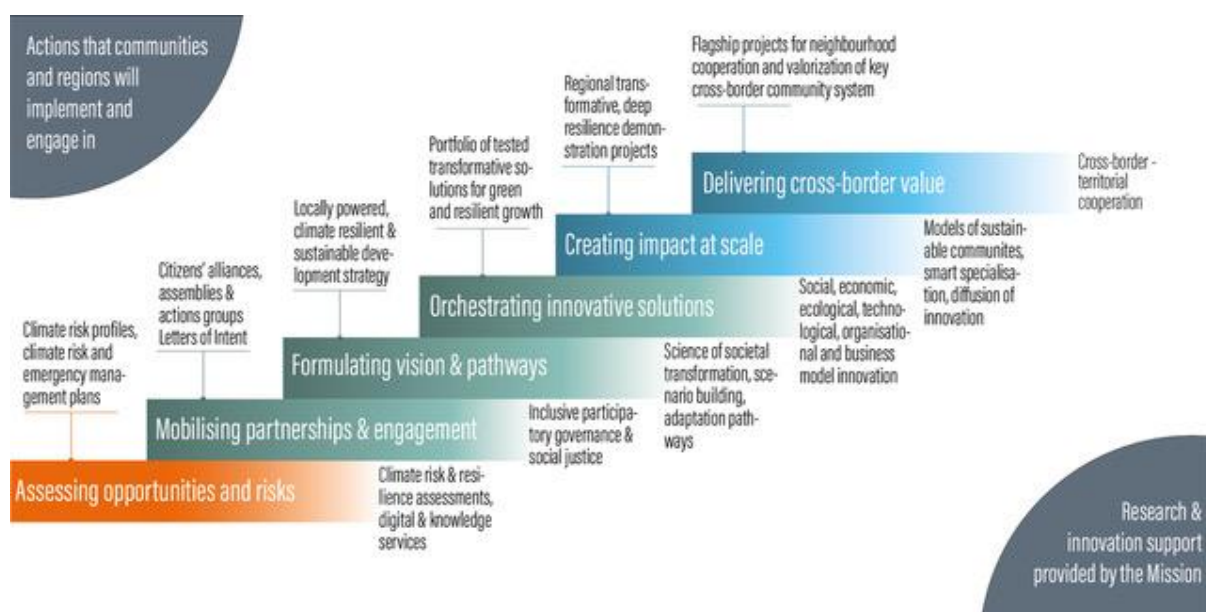 Actions that communities
and regions will
implement and
engage in
Flagship projects for neighbourhood
cooperation and valorization of key
cross-border community system
Regional trans-
formative, deep
resilience demon-
stration projects
Portfolio of tested
transformative so-
lutions for green
and resilient growth
Locally powered,
climate resilient &
sustainable deve-
lopment strategy
Citizens' alliances,
assemblies &
actions groups
Letters of Intent
Climate risk profiles,
climate risk and
emergency mana-
gement plans
Delivering cross-border value
Cross-border -
territorial
cooperation
Creating impact at scale
Models of sustain-
able communites,
smart specialisa-
tion, diffusion of
innovation
Orchestrating innovative solutions
Social, economic,
ecological, techno-
logical, organisatio-
nal and business
model innovation
Formulating vision & pathways
Science of societal
transformation, sce-
nario building,
adaptation path-
ways
Mobilising partnerships & engagement
Inclusive participa-
tory governance &
social justice
Assessing opportunities and risks
Climate risk & resi-
lience assessments,
digital & knowledge
services
Research &
innovation support
provided by the Mission